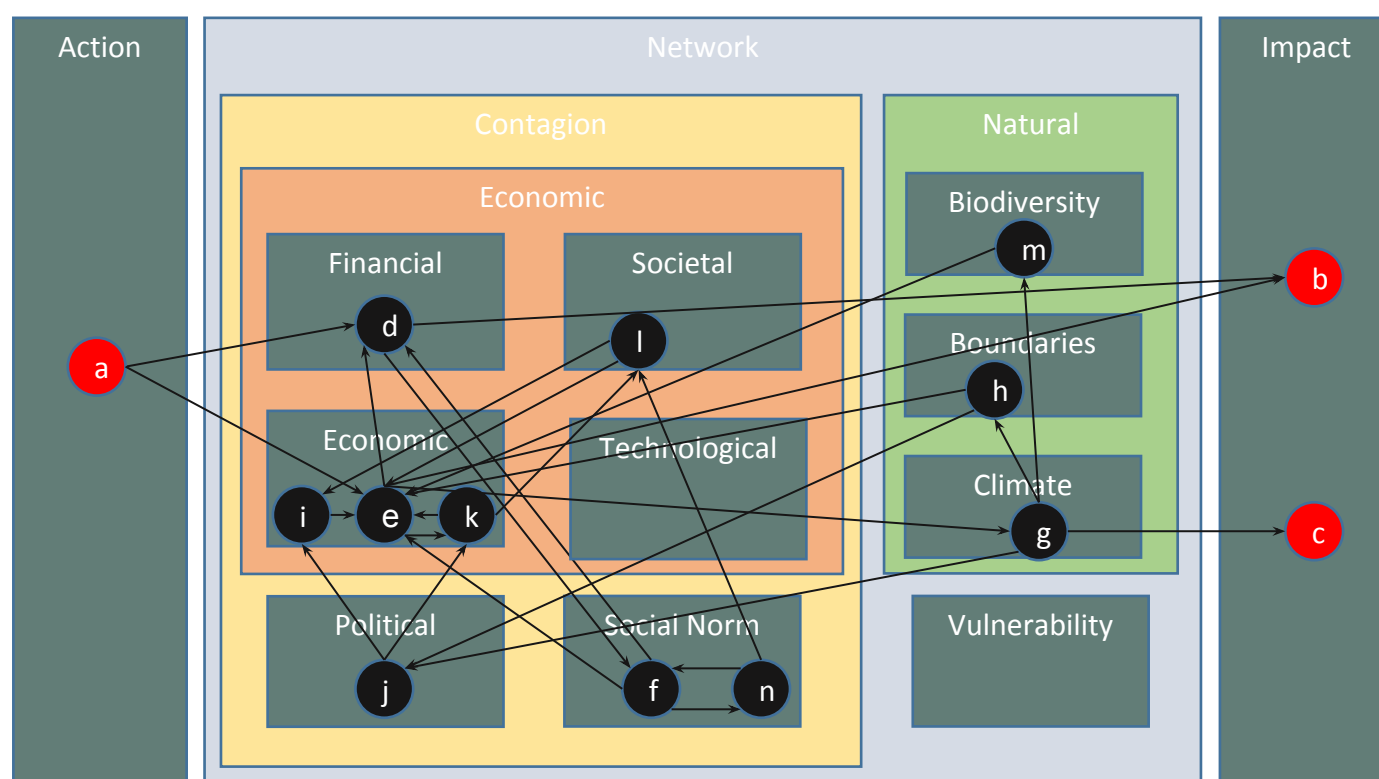 Action
Network
Impact
Contagion
Natural
Economic
Biodiversity
Financial
Societal
m
b
d
l
Boundaries
a
h
Economic
Technological
Climate
i
e
k
g
c
Political
Social Norm
Vulnerability
j
f
n